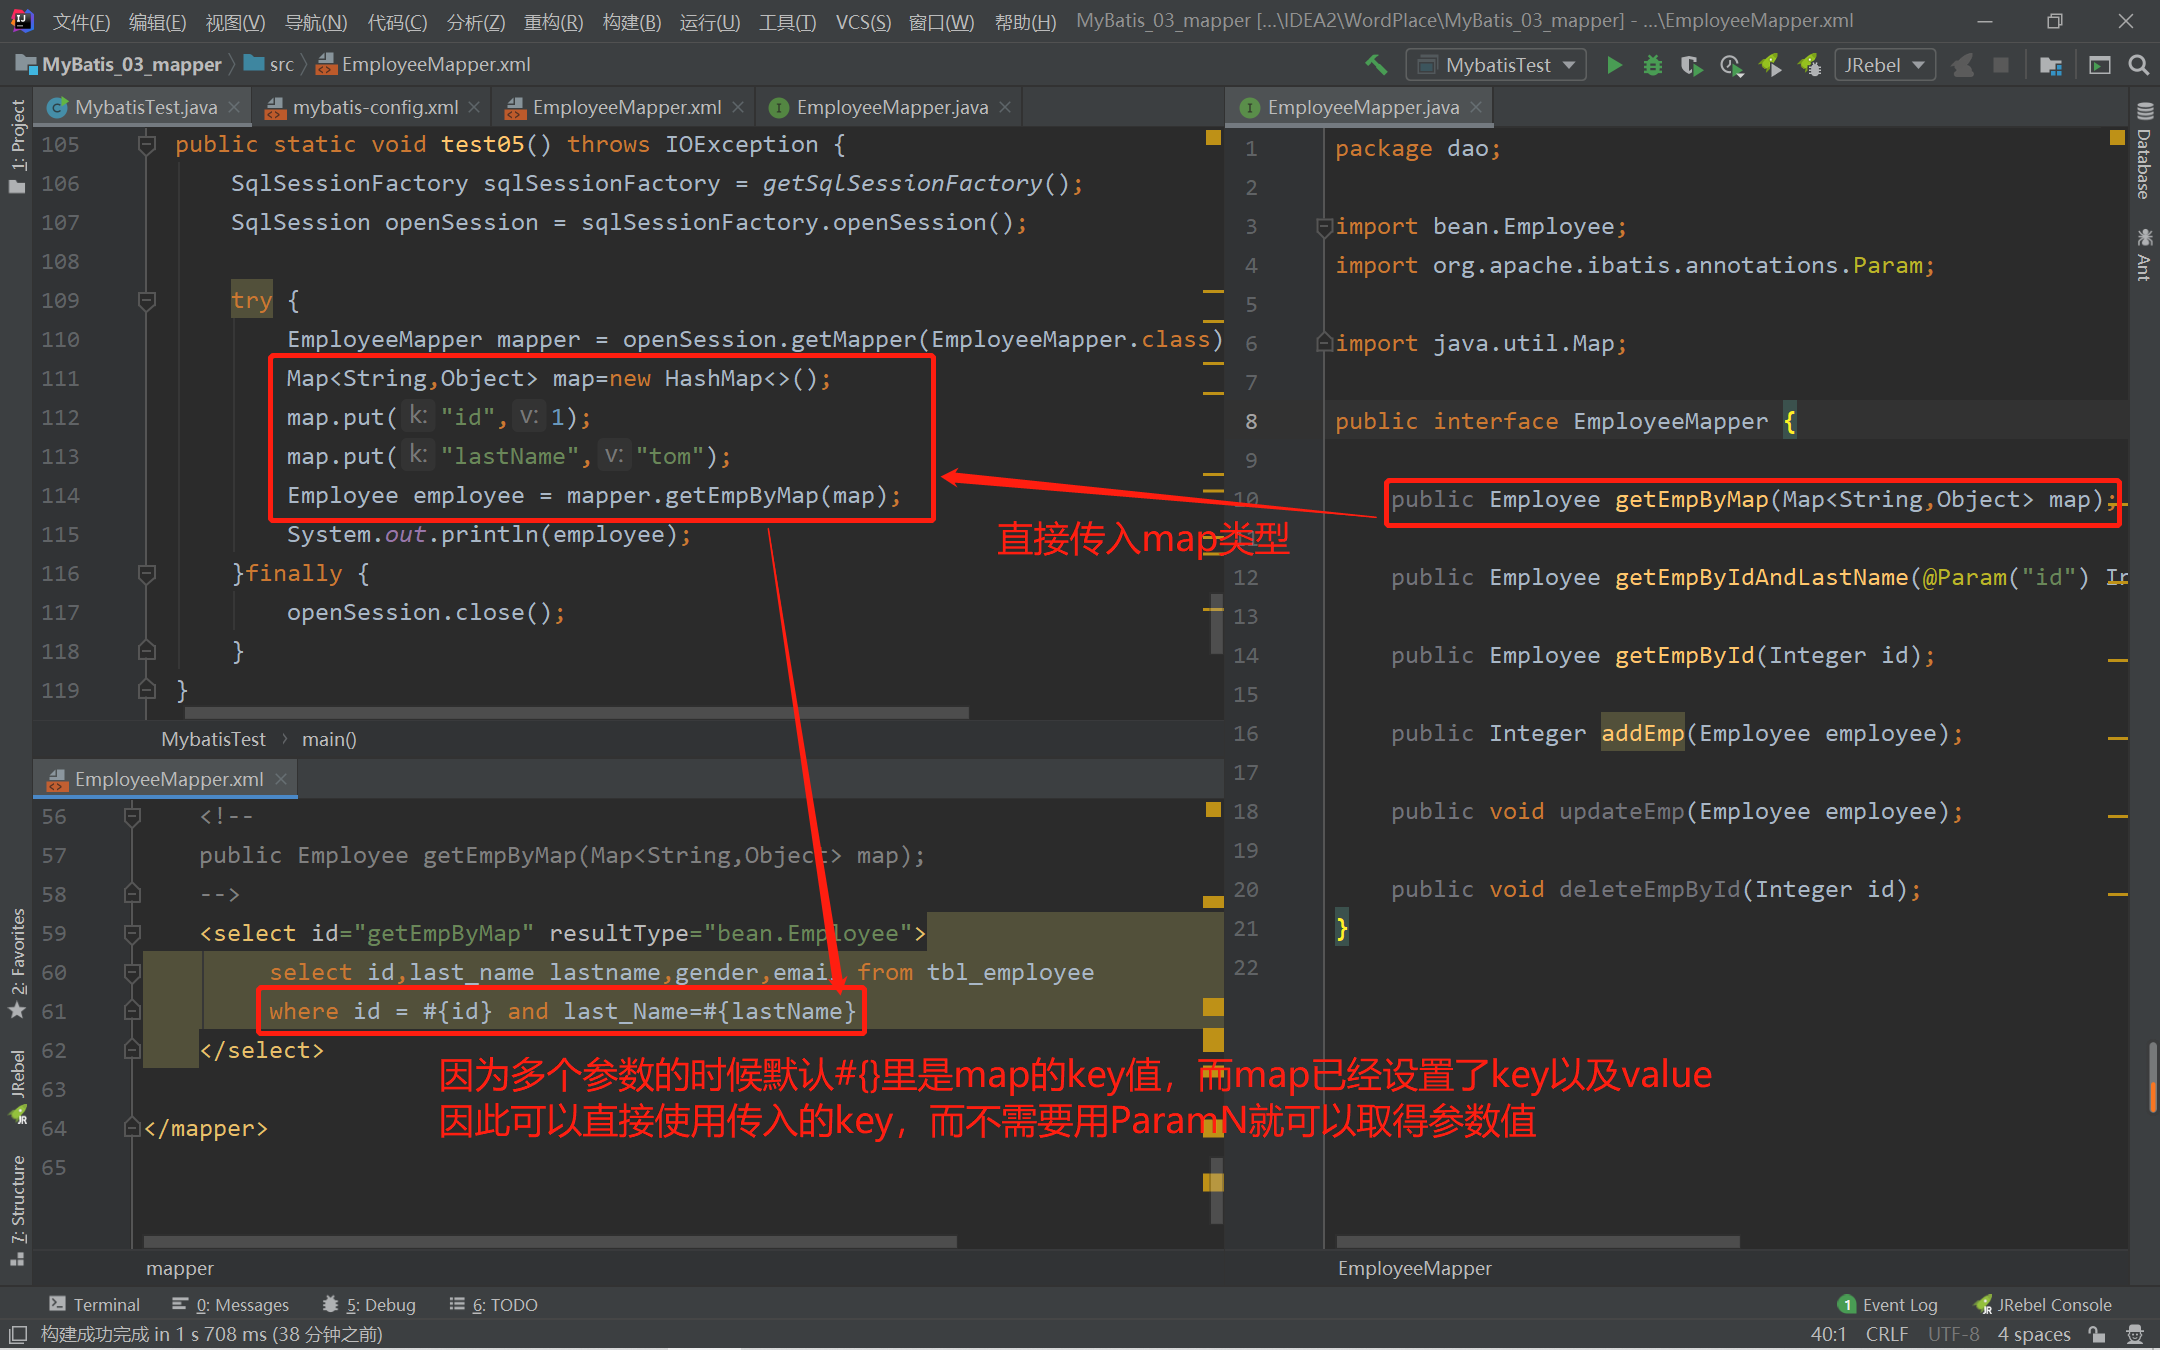 文件(F) 编辑(E) 视图(V) 导航(N) 代码(C) 分析(Z) 重构(R) 构建(B) 运行(U) 工具(T) VCS(S) 窗口(W) 帮助(H) MyBatis_03_mapper [...\IDEA2\WordPlace\MyBatis_03_mapper] - ...\EmployeeMapper.xml
MyBatis_03_mapper src EmployeeMapper.xml MybatisTest JRebel
1: Project
2: Favorites
JRebel
7: Structure
MybatisTest.java mybatis-config.xml EmployeeMapper.xml EmployeeMapper.java
105 public static void test05() throws IOException {
106 SqlSessionFactory sqlSessionFactory = getSqlSessionFactory();
107 SqlSession openSession = sqlSessionFactory.openSession();
108
109 try {
110 EmployeeMapper mapper = openSession.getMapper(EmployeeMapper.class)
111 Map<String,Object> map=new HashMap<>();
112 map.put( k: "id", v: 1);
113 map.put( k: "lastName", v: "tom");
114 Employee employee = mapper.getEmpByMap(map);
115 System.out.println(employee);
116 }finally {
117 openSession.close();
118 }
119 }
MybatisTest main()
直接传入map类型
EmployeeMapper.xml
56 <!--
57 public Employee getEmpByMap(Map<String,Object> map);
58 -->
59 <select id="getEmpByMap" resultType="bean.Employee">
60 select id,last_name lastname,gender,email from tbl_employee
61 where id = #{id} and last_Name=#{lastName}
62 </select>
63
64 </mapper>
65
因为多个参数的时候默认#{}里是map的key值，而map已经设置了key以及value
因此可以直接使用传入的key，而不需要用ParamN就可以取得参数值
mapper
EmployeeMapper.java
1 package dao;
2
3 import bean.Employee;
4 import org.apache.ibatis.annotations.Param;
5
6 import java.util.Map;
7
8 public interface EmployeeMapper {
9
10 public Employee getEmpByMap(Map<String,Object> map);
12 public Employee getEmpByIdAndLastName(@Param("id") In
13
14 public Employee getEmpById(Integer id);
15
16 public Integer addEmp(Employee employee);
17
18 public void updateEmp(Employee employee);
19
20 public void deleteEmpById(Integer id);
21 }
22
EmployeeMapper
Database
Ant
Terminal 0: Messages 5: Debug 6: TODO 1 Event Log JRebel Console
构建成功完成 in 1 s 708 ms (38 分钟之前) 40:1 CRLF UTF-8 4 spaces